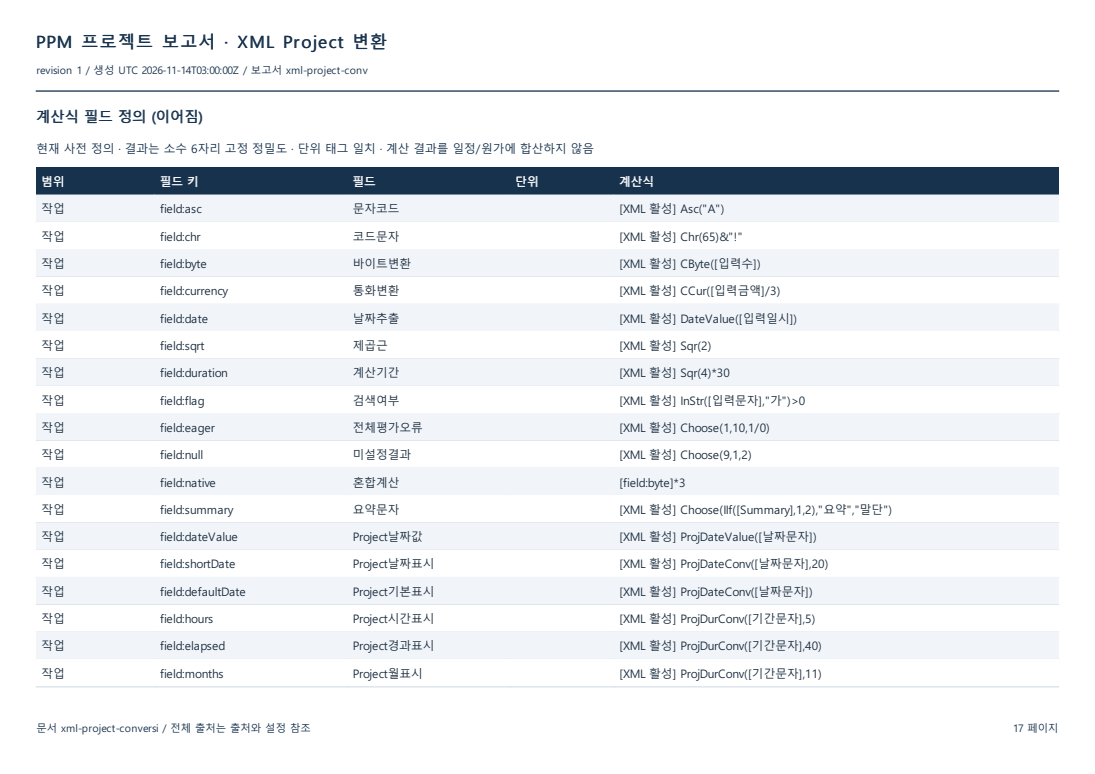 PPM 프로젝트 보고서 · XML Project 변환
revision 1 / 생성 UTC 2026-11-14T03:00:00Z / 보고서 xml-project-conv
계산식 필드 정의 (이어짐)
현재 사전 정의 · 결과는 소수 6자리 고정 정밀도 · 단위 태그 일치 · 계산 결과를 일정/원가에 합산하지 않음
범위 필드 키 필드 단위 계산식
작업 field:asc 문자코드 [XML 활성] Asc("A")
작업 field:chr 코드문자 [XML 활성] Chr(65)&"!"
작업 field:byte 바이트변환 [XML 활성] CByte([입력수])
작업 field:currency 통화변환 [XML 활성] CCur([입력금액]/3)
작업 field:date 날짜추출 [XML 활성] DateValue([입력일시])
작업 field:sqrt 제곱근 [XML 활성] Sqr(2)
작업 field:duration 계산기간 [XML 활성] Sqr(4)*30
작업 field:flag 검색여부 [XML 활성] InStr([입력문자],"가")>0
작업 field:eager 전체평가오류 [XML 활성] Choose(1,10,1/0)
작업 field:null 미설정결과 [XML 활성] Choose(9,1,2)
작업 field:native 혼합계산 [field:byte]*3
작업 field:summary 요약문자 [XML 활성] Choose(IIf([Summary],1,2),"요약","말단")
작업 field:dateValue Project날짜값 [XML 활성] ProjDateValue([날짜문자])
작업 field:shortDate Project날짜표시 [XML 활성] ProjDateConv([날짜문자],20)
작업 field:defaultDate Project기본표시 [XML 활성] ProjDateConv([날짜문자])
작업 field:hours Project시간표시 [XML 활성] ProjDurConv([기간문자],5)
작업 field:elapsed Project경과표시 [XML 활성] ProjDurConv([기간문자],40)
작업 field:months Project월표시 [XML 활성] ProjDurConv([기간문자],11)
문서 xml-project-conversi / 전체 출처는 출처와 설정 참조
17 페이지